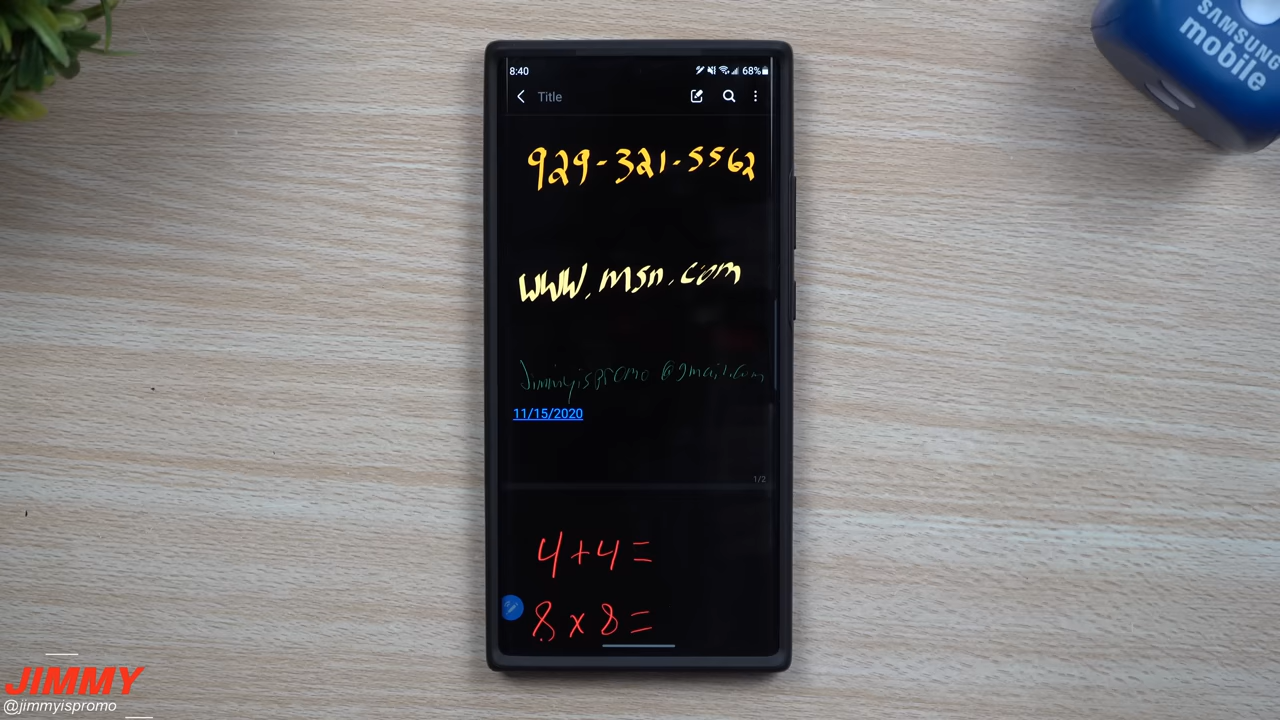 SAMSUNG
mobile
8:40 68%
Title
929-321-5562
www.msn.com
Jimmyispromo@gmail.com
11/15/2020
1/2
4+4=
8x8=
JIMMY
@jimmyispromo